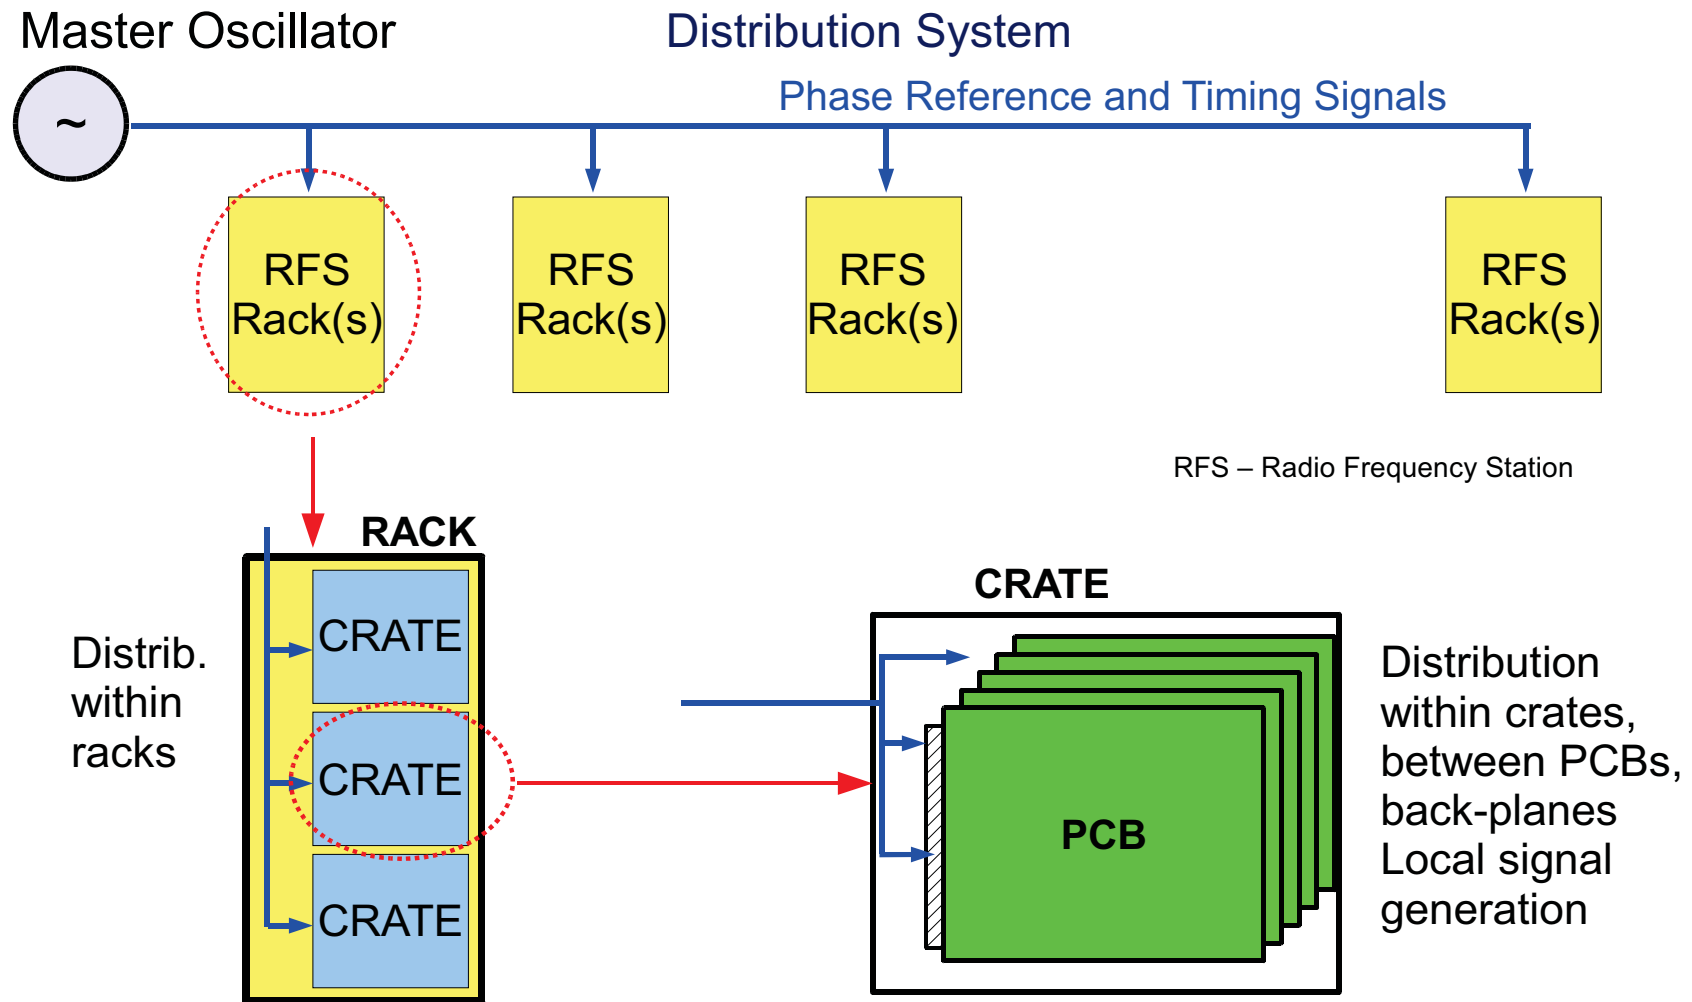 Master Oscillator
Distribution System
Phase Reference and Timing Signals
~
RFS
Rack(s)
RFS
Rack(s)
RFS
Rack(s)
RFS
Rack(s)
RFS – Radio Frequency Station
RACK
CRATE
CRATE
CRATE
Distrib.
within
racks
CRATE
PCB
Distribution
within crates,
between PCBs,
back-planes
Local signal
generation